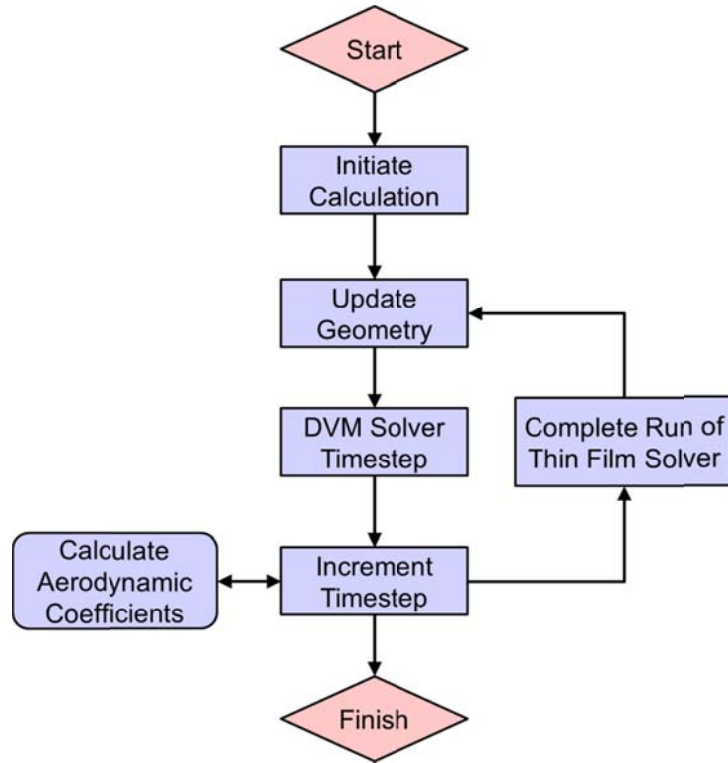 Start
Initiate
Calculation
Update
Geometry
DVM Solver
Timestep
Complete Run of
Thin Film Solver
Calculate
Aerodynamic
Coefficients
Increment
Timestep
Finish